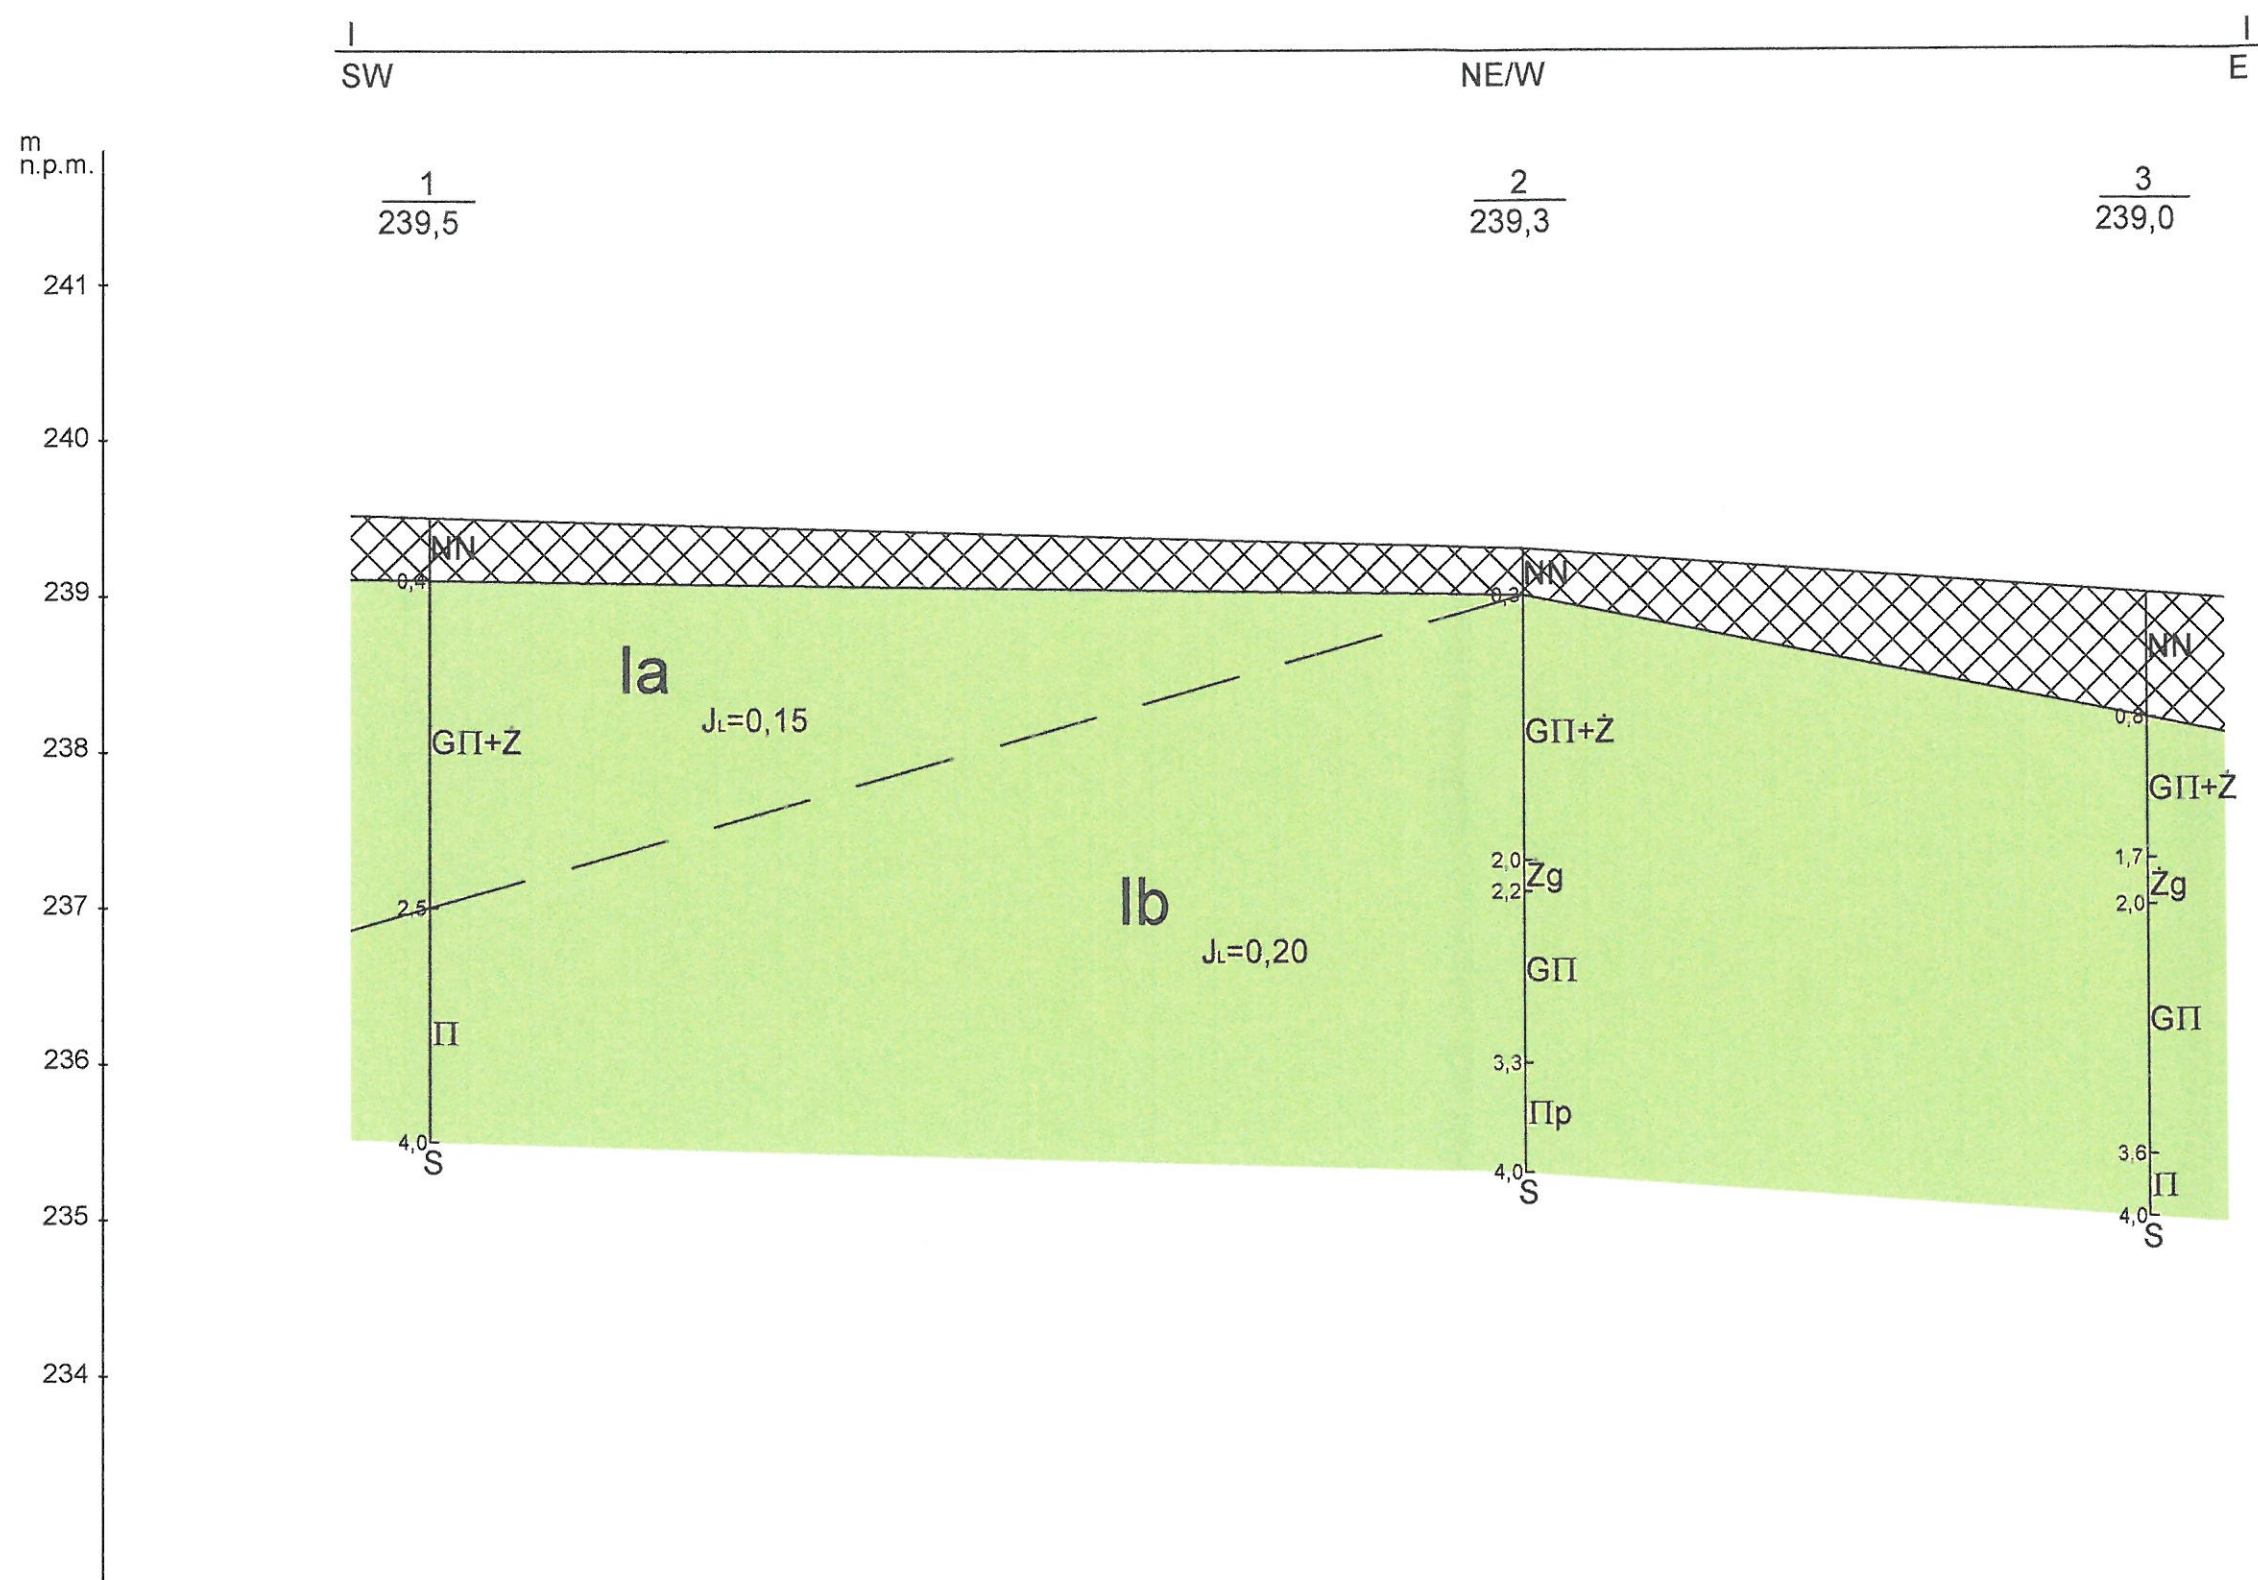 I I
SW NE/W E
m
n.p.m.
1 2 3
239,5 239,3 239,0
241
240
239
238
237
236
235
234
NN
0,4
GΠ+Ż
2,5
Π
4,0
S
Ia
JL=0,15
Ib
JL=0,20
NN
0,3
GΠ+Ż
2,0
Żg
2,2
GΠ
3,3
Πp
4,0
S
NN
0,8
GΠ+Ż
1,7
Żg
2,0
GΠ
3,6
Π
4,0
S